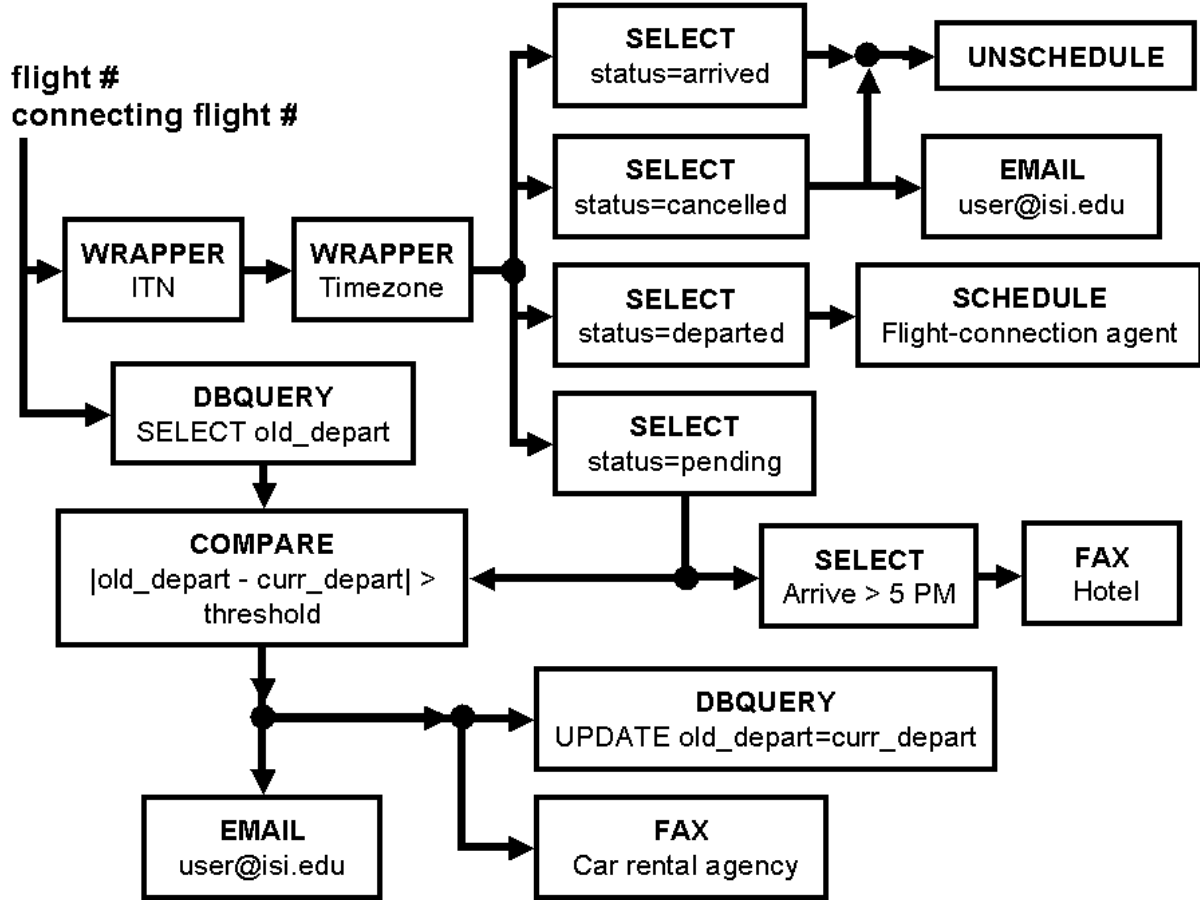 flight #
connecting flight #
SELECT
status=arrived
UNSCHEDULE
SELECT
status=cancelled
EMAIL
user@isi.edu
WRAPPER
ITN
WRAPPER
Timezone
SELECT
status=departed
SCHEDULE
Flight-connection agent
DBQUERY
SELECT old_depart
SELECT
status=pending
COMPARE
|old_depart - curr_depart| >
threshold
SELECT
Arrive > 5 PM
FAX
Hotel
DBQUERY
UPDATE old_depart=curr_depart
EMAIL
user@isi.edu
FAX
Car rental agency